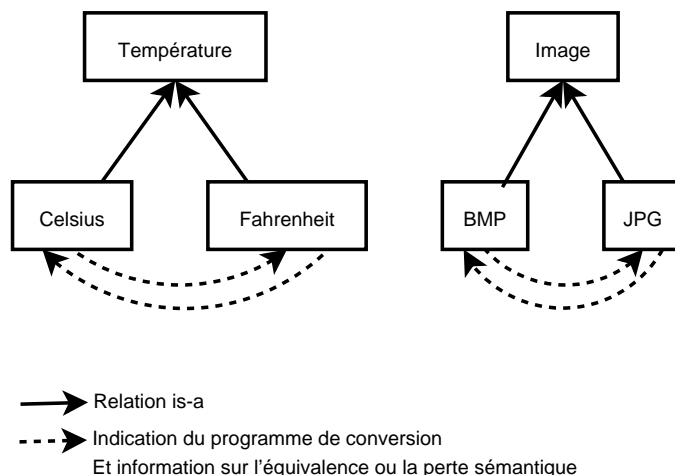 Température
Image
Celsius
Fahrenheit
BMP
JPG
Relation is-a
Indication du programme de conversion
Et information sur l'équivalence ou la perte sémantique